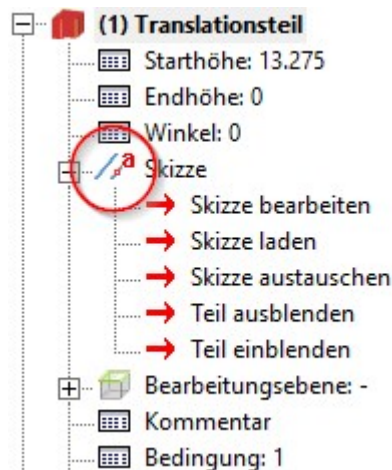 (1) Translationsteil
Starthöhe: 13.275
Endhöhe: 0
Winkel: 0
a Skizze
Skizze bearbeiten
Skizze laden
Skizze austauschen
Teil ausblenden
Teil einblenden
Bearbeitungsebene: -
Kommentar
Bedingung: 1